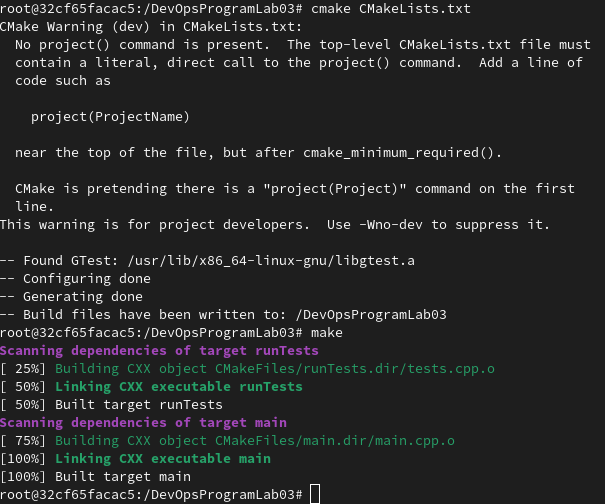 root@32cf65facac5:/DevOpsProgramLab03# cmake CMakeLists.txt
CMake Warning (dev) in CMakeLists.txt:
  No project() command is present.  The top-level CMakeLists.txt file must
  contain a literal, direct call to the project() command.  Add a line of
  code such as

    project(ProjectName)

  near the top of the file, but after cmake_minimum_required().

  CMake is pretending there is a "project(Project)" command on the first
  line.
This warning is for project developers.  Use -Wno-dev to suppress it.

-- Found GTest: /usr/lib/x86_64-linux-gnu/libgtest.a
-- Configuring done
-- Generating done
-- Build files have been written to: /DevOpsProgramLab03
root@32cf65facac5:/DevOpsProgramLab03# make
Scanning dependencies of target runTests
[ 25%] Building CXX object CMakeFiles/runTests.dir/tests.cpp.o
[ 50%] Linking CXX executable runTests
[ 50%] Built target runTests
Scanning dependencies of target main
[ 75%] Building CXX object CMakeFiles/main.dir/main.cpp.o
[100%] Linking CXX executable main
[100%] Built target main
root@32cf65facac5:/DevOpsProgramLab03#